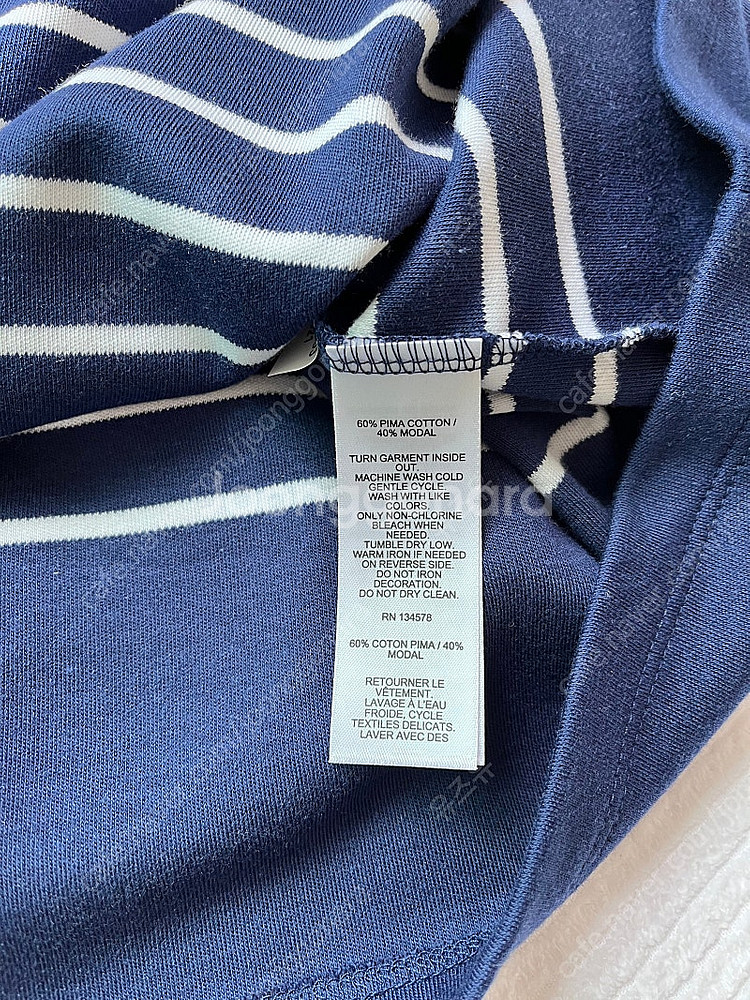 60% PIMA COTTON /
40% MODAL
TURN GARMENT INSIDE
OUT.
MACHINE WASH COLD
GENTLE CYCLE.
WASH WITH LIKE
COLORS.
ONLY NON-CHLORINE
BLEACH WHEN
NEEDED.
TUMBLE DRY LOW.
WARM IRON IF NEEDED
ON REVERSE SIDE.
DO NOT IRON
DECORATION.
DO NOT DRY CLEAN.
RN 134578
60% COTON PIMA / 40%
MODAL
RETOURNER LE
VÊTEMENT.
LAVAGE À L'EAU
FROIDE, CYCLE
TEXTILES DELICATS.
LAVER AVEC DES